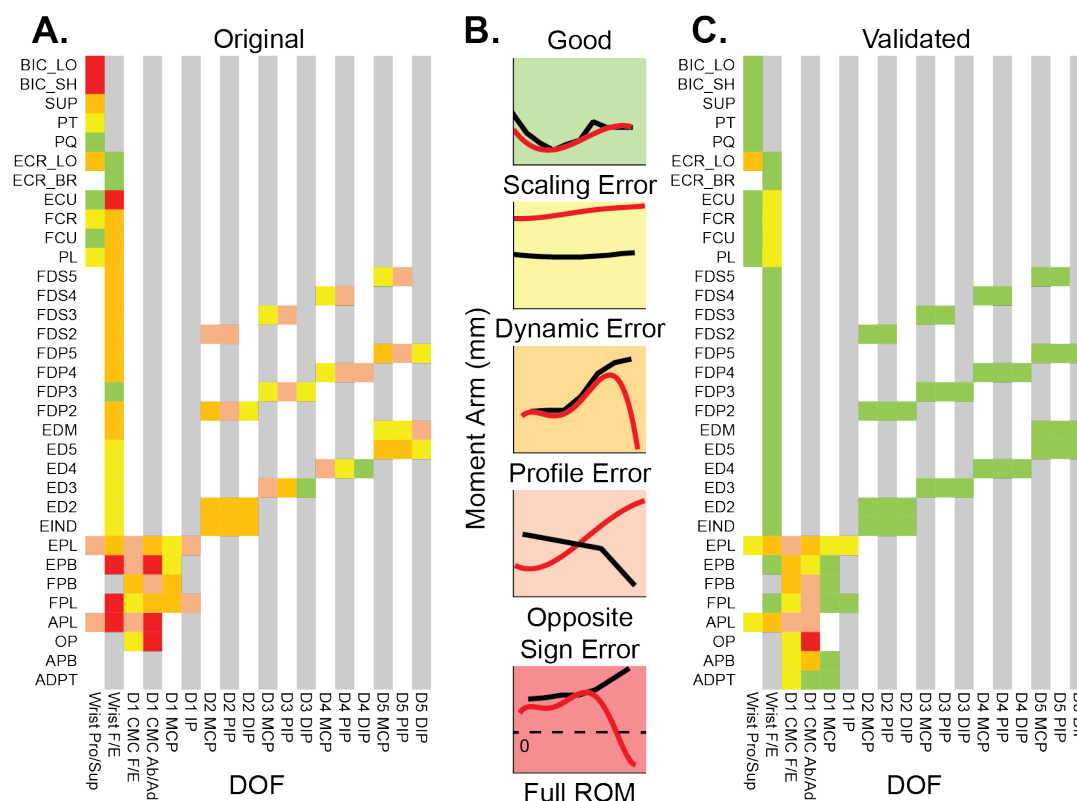 A.
Original
BIC_LO
BIC_SH
SUP
PT
PQ
ECR_LO
ECR_BR
ECU
FCR
FCU
PL
FDS5
FDS4
FDS3
FDS2
FDP5
FDP4
FDP3
FDP2
EDM
ED5
ED4
ED3
ED2
EIND
EPL
EPB
FPB
FPL
APL
OP
APB
ADPT
Wrist Pro/Sup
Wrist F/E
D1 CMC F/E
D1 CMC Ab/Ad
D1 MCP
D1 IP
D2 MCP
D2 PIP
D2 DIP
D3 MCP
D3 PIP
D3 DIP
D4 MCP
D4 PIP
D4 DIP
D5 MCP
D5 PIP
D5 DIP
DOF
B.
Moment Arm (mm)
Good
Scaling Error
Dynamic Error
Profile Error
Opposite
Sign Error
0
Full ROM
C.
Validated
BIC_LO
BIC_SH
SUP
PT
PQ
ECR_LO
ECR_BR
ECU
FCR
FCU
PL
FDS5
FDS4
FDS3
FDS2
FDP5
FDP4
FDP3
FDP2
EDM
ED5
ED4
ED3
ED2
EIND
EPL
EPB
FPB
FPL
APL
OP
APB
ADPT
Wrist Pro/Sup
Wrist F/E
D1 CMC F/E
D1 CMC Ab/Ad
D1 MCP
D1 IP
D2 MCP
D2 PIP
D2 DIP
D3 MCP
D3 PIP
D3 DIP
D4 MCP
D4 PIP
D4 DIP
D5 MCP
D5 PIP
DOF